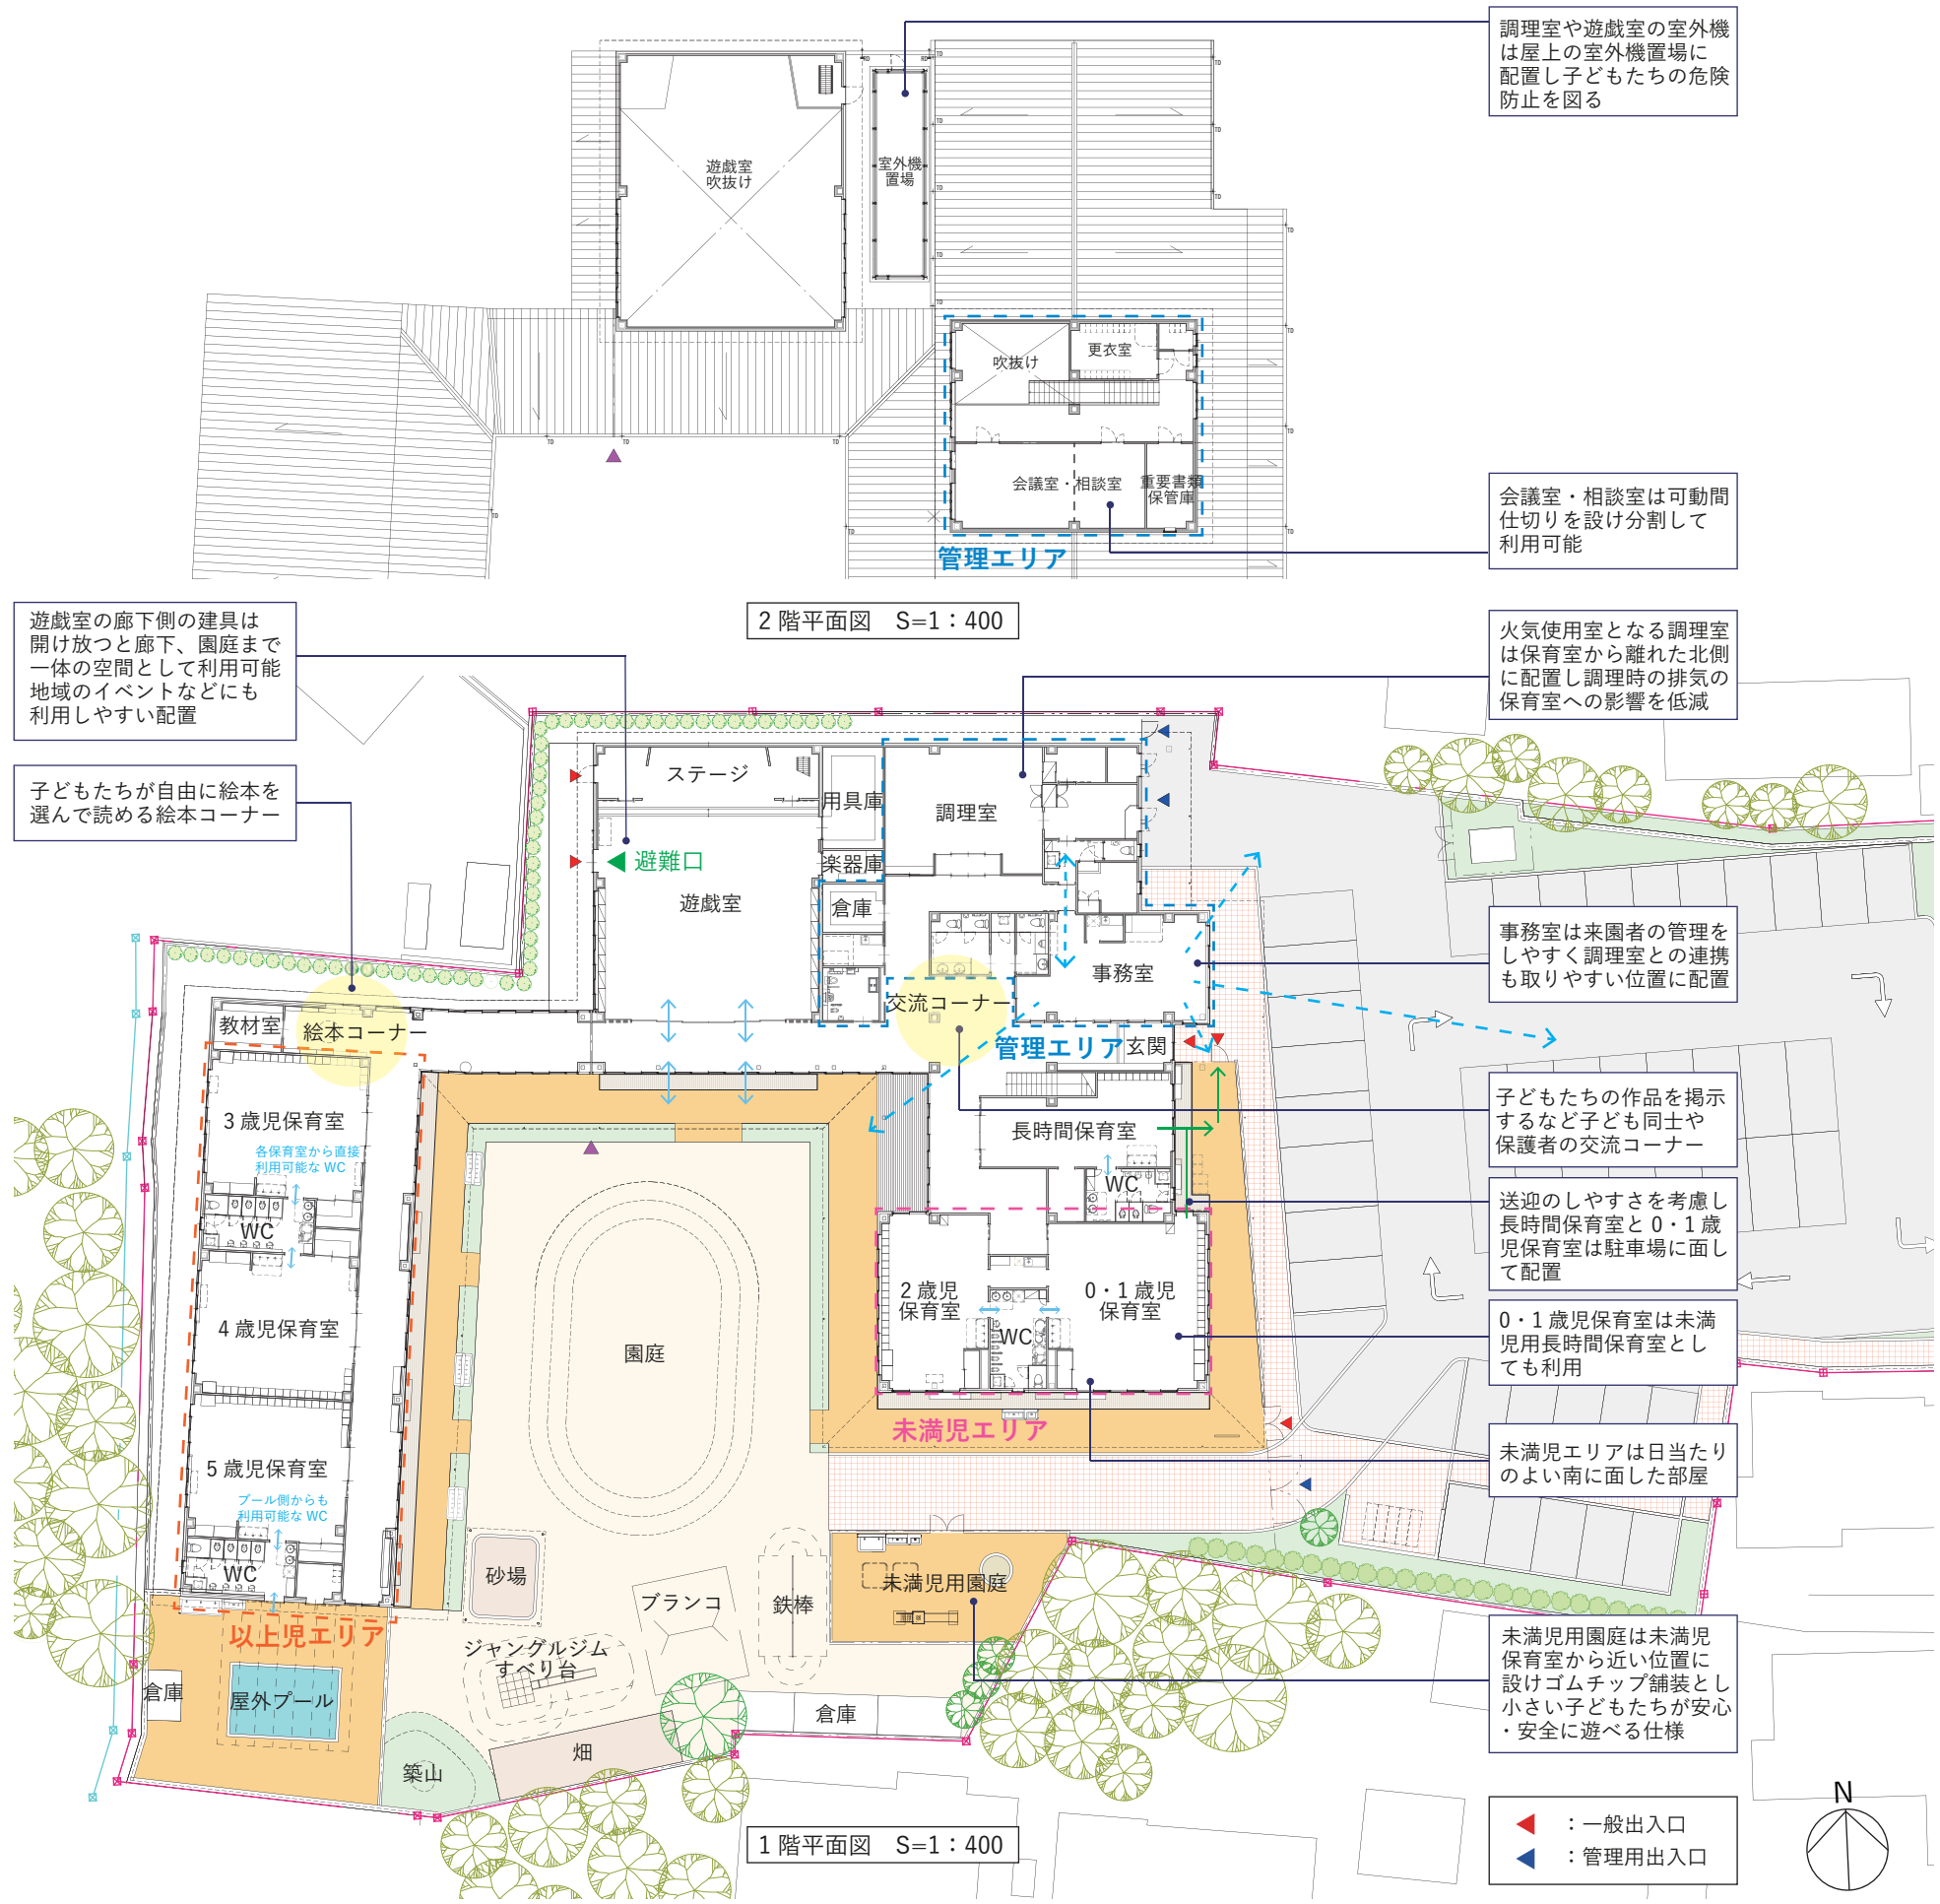 調理室や遊戯室の室外機
は屋上の室外機置場に
配置し子どもたちの危険
防止を図る
遊戯室
吹抜け
室外機
置場
吹抜け
更衣室
会議室・相談室
重要書類
保管庫
管理エリア
会議室・相談室は可動間
仕切りを設け分割して
利用可能
2 階平面図 S=1：400
遊戯室の廊下側の建具は
開け放つと廊下、園庭まで
一体の空間として利用可能
地域のイベントなどにも
利用しやすい配置
子どもたちが自由に絵本を
選んで読める絵本コーナー
火気使用室となる調理室
は保育室から離れた北側
に配置し調理時の排気の
保育室への影響を低減
ステージ
用具庫
調理室
避難口
楽器庫
遊戯室
倉庫
事務室
交流コーナー
管理エリア
玄関
教材室
絵本コーナー
事務室は来園者の管理を
しやすく調理室との連携
も取りやすい位置に配置
3 歳児保育室
各保育室から直接
利用可能な WC
WC
4 歳児保育室
5 歳児保育室
プール側からも
利用可能な WC
WC
以上児エリア
長時間保育室
WC
2 歳児
保育室
0・1 歳児
保育室
WC
未満児エリア
園庭
子どもたちの作品を掲示
するなど子ども同士や
保護者の交流コーナー
送迎のしやすさを考慮し
長時間保育室と 0・1 歳
児保育室は駐車場に面し
て配置
0・1 歳児保育室は未満
児用長時間保育室とし
ても利用
未満児エリアは日当たり
のよい南に面した部屋
砂場
ブランコ
鉄棒
未満児用園庭
ジャングルジム
すべり台
倉庫
屋外プール
倉庫
畑
築山
未満児用園庭は未満児
保育室から近い位置に
設けゴムチップ舗装とし
小さい子どもたちが安心
・安全に遊べる仕様
1 階平面図 S=1：400
：一般出入口
：管理用出入口
N